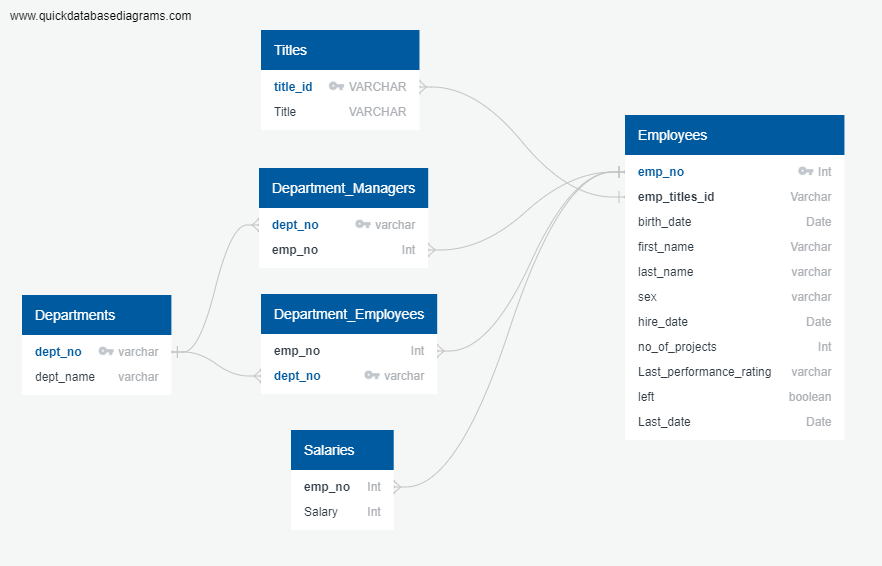 www.quickdatabasediagrams.com
Titles
title_id VARCHAR
Title VARCHAR
Department_Managers
dept_no varchar
emp_no Int
Departments
dept_no varchar
dept_name varchar
Department_Employees
emp_no Int
dept_no varchar
Salaries
emp_no Int
Salary Int
Employees
emp_no Int
emp_titles_id Varchar
birth_date Date
first_name Varchar
last_name varchar
sex varchar
hire_date Date
no_of_projects Int
Last_performance_rating varchar
left boolean
Last_date Date